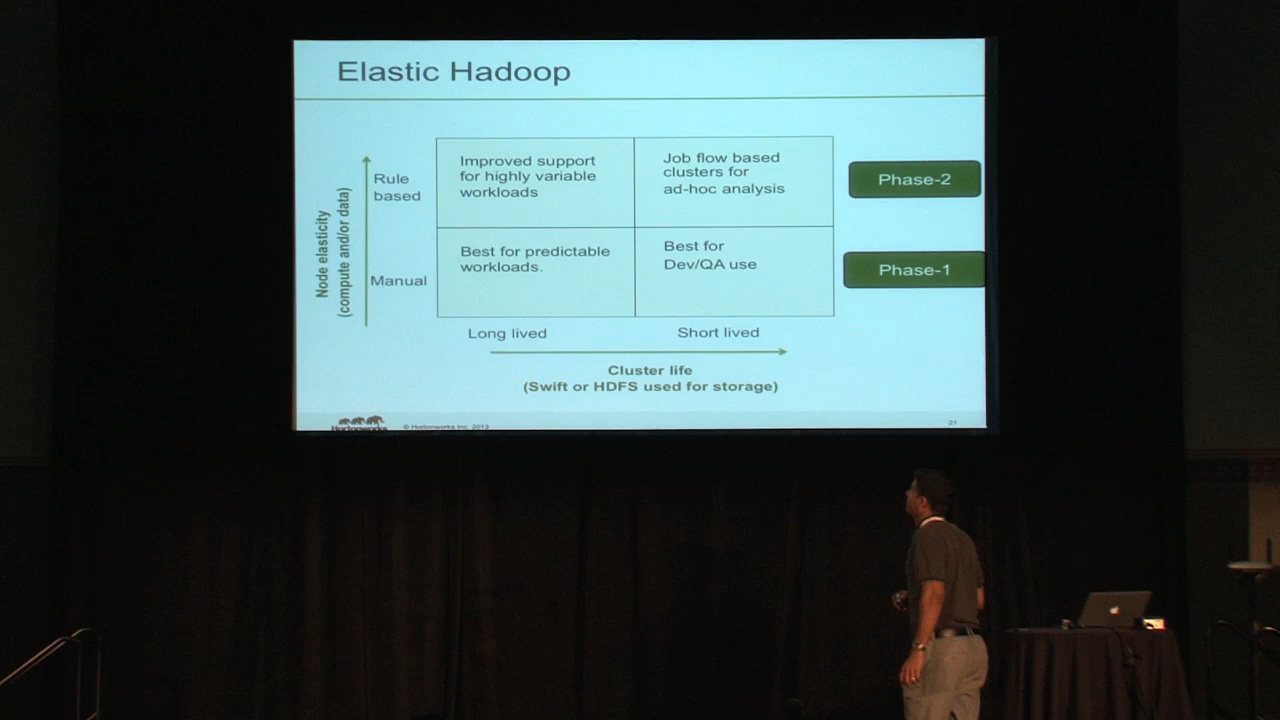 Elastic Hadoop
Node elasticity
(compute and/or data)
Rule
based
Improved support
for highly variable
workloads
Job flow based
clusters for
ad-hoc analysis
Phase-2
Manual
Best for predictable
workloads.
Best for
Dev/QA use
Phase-1
Long lived
Short lived
Cluster life
(Swift or HDFS used for storage)
Hortonworks
© Hortonworks Inc. 2013
21